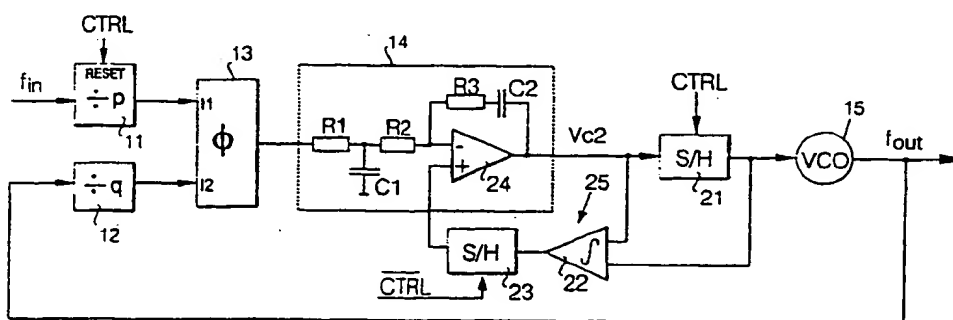 CTRL
13
14
f_in
RESET
÷ p
11
I1
I2
ϕ
÷ q
12
R1
R2
R3
C2
C1
-
+
24
Vc2
CTRL
S/H
21
15
VCO
f_out
25
∫
22
S/H
23
C̅T̅R̅L̅